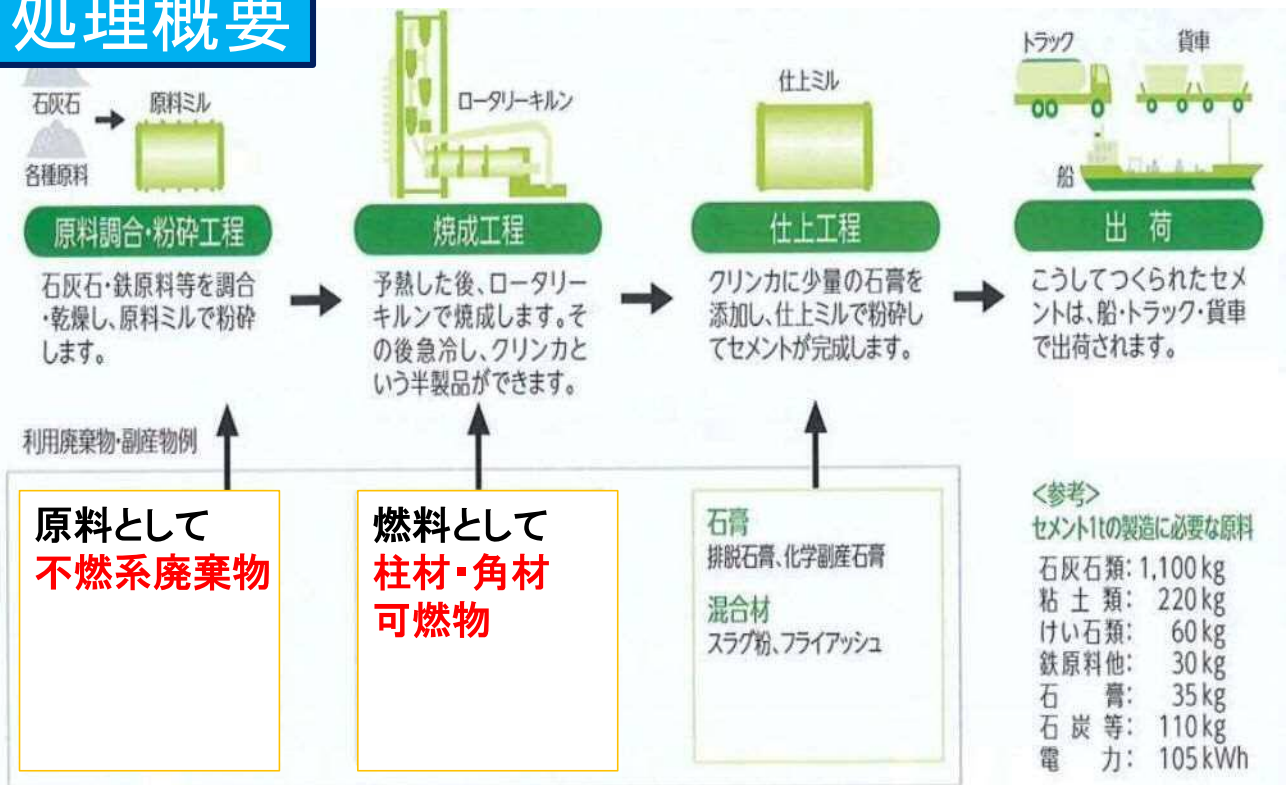 処理概要
石灰石
原料ミル
各種原料
原料調合・粉砕工程
石灰石・鉄原料等を調合
・乾燥し、原料ミルで粉砕
します。
ロータリーキルン
焼成工程
予熱した後、ロータリー
キルンで焼成します。そ
の後急冷し、クリンカと
いう半製品ができます。
仕上ミル
仕上工程
クリンカに少量の石膏を
添加し、仕上ミルで粉砕し
てセメントが完成します。
トラック
貨車
船
出荷
こうしてつくられたセメ
ントは、船・トラック・貨車
で出荷されます。
利用廃棄物・副産物例
原料として
不燃系廃棄物
燃料として
柱材・角材
可燃物
石膏
排脱石膏、化学副産石膏
混合材
スラグ粉、フライアッシュ
<参考>
セメント1tの製造に必要な原料
石灰石類: 1,100kg
粘土類: 220kg
けい石類: 60kg
鉄原料他: 30kg
石膏: 35kg
石炭等: 110kg
電力: 105kWh